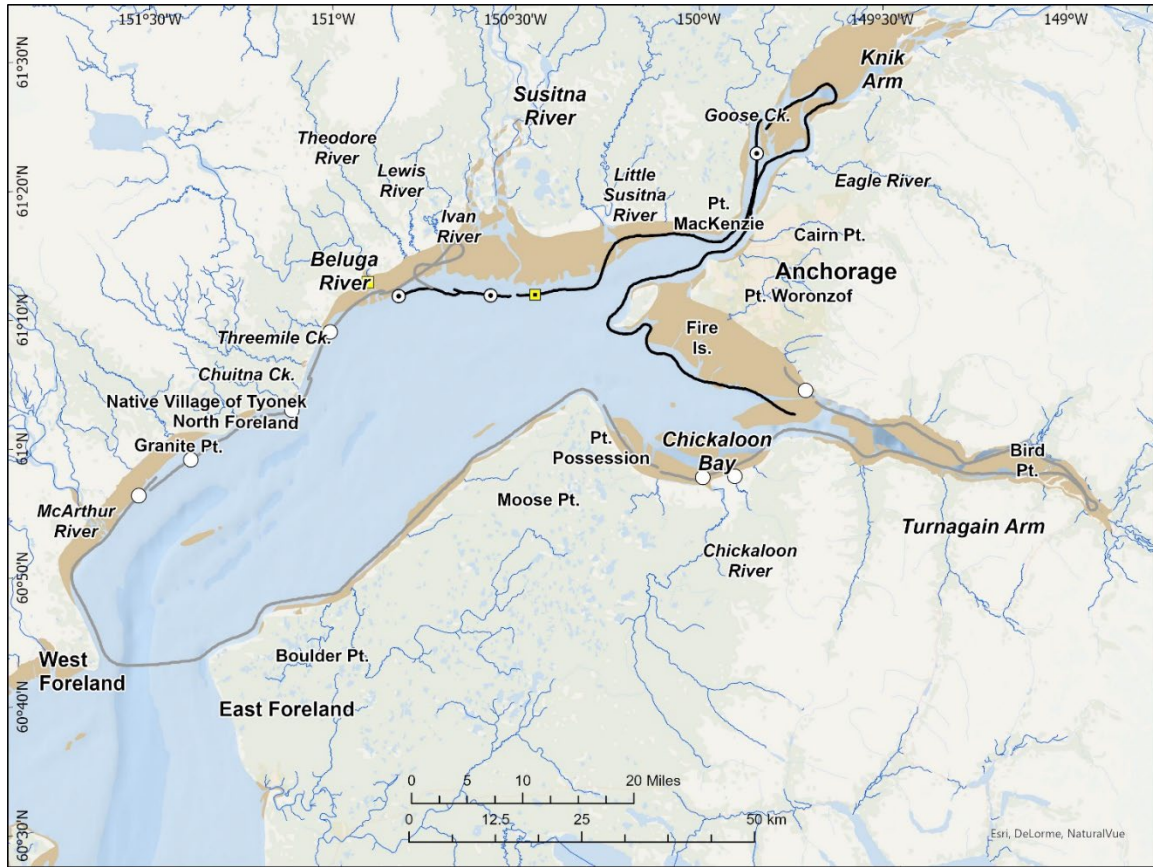 151°30'W
151°W
150°30'W
150°W
149°30'W
149°W
61°30'N
61°20'N
61°10'N
61°N
60°50'N
60°40'N
60°30'N
Knik
Arm
Susitna
River
Goose Ck.
Theodore
River
Lewis
River
Little
Susitna
River
Eagle River
Ivan
River
Pt.
MacKenzie
Cairn Pt.
Beluga
River
Anchorage
Pt. Woronzof
Threemile Ck.
Fire
Is.
Chuitna Ck.
Native Village of Tyonek
North Foreland
Granite Pt.
Pt.
Possession
Chickaloon
Bay
Bird
Pt.
Moose Pt.
McArthur
River
Turnagain Arm
Chickaloon
River
West
Foreland
Boulder Pt.
East Foreland
0 5 10 20 Miles
0 12.5 25 50 km
Esri, DeLorme, NaturalVue